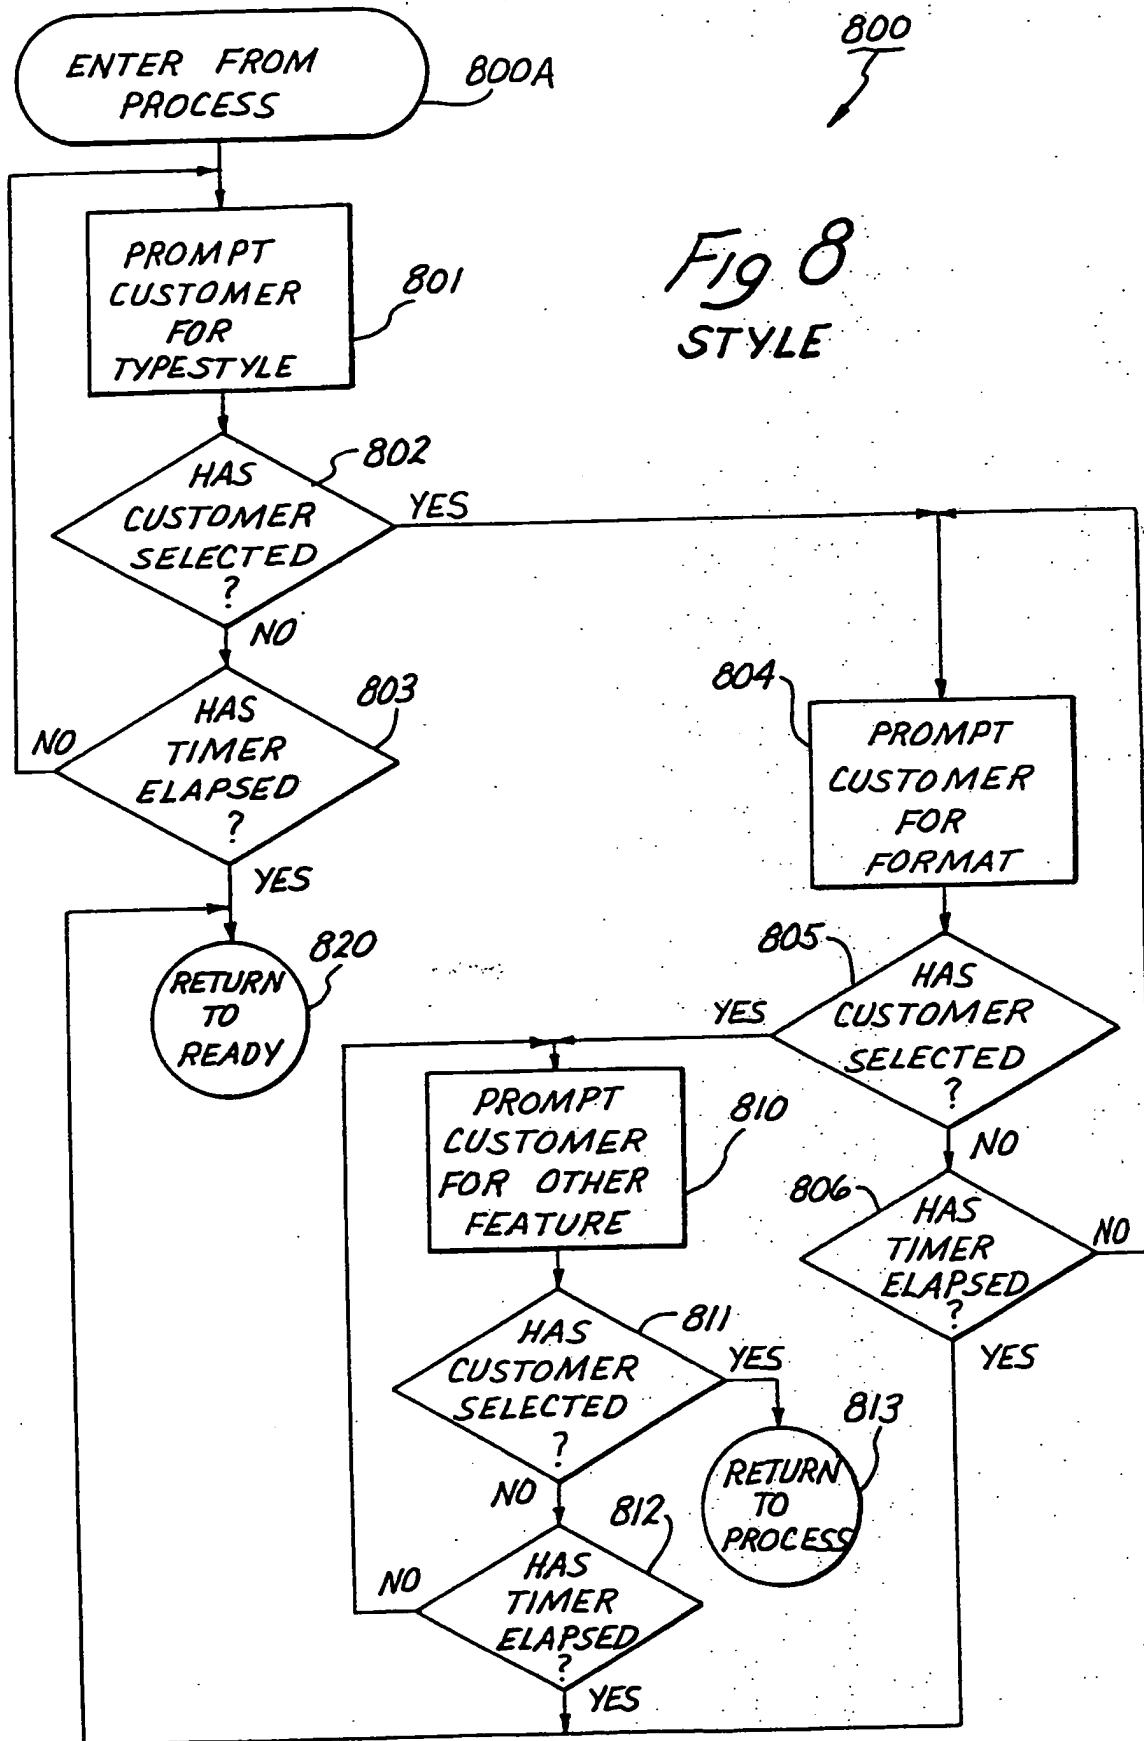 800
ENTER FROM
PROCESS
800A
Fig 8
STYLE
PROMPT
CUSTOMER
FOR
TYPESTYLE
801
HAS
CUSTOMER
SELECTED
?
802
YES
NO
HAS
TIMER
ELAPSED
?
803
NO
YES
RETURN
TO
READY
820
804
PROMPT
CUSTOMER
FOR
FORMAT
805
HAS
CUSTOMER
SELECTED
?
YES
NO
806
HAS
TIMER
ELAPSED
?
NO
YES
PROMPT
CUSTOMER
FOR OTHER
FEATURE
810
HAS
CUSTOMER
SELECTED
?
811
YES
NO
813
RETURN
TO
PROCESS
812
HAS
TIMER
ELAPSED
?
NO
YES